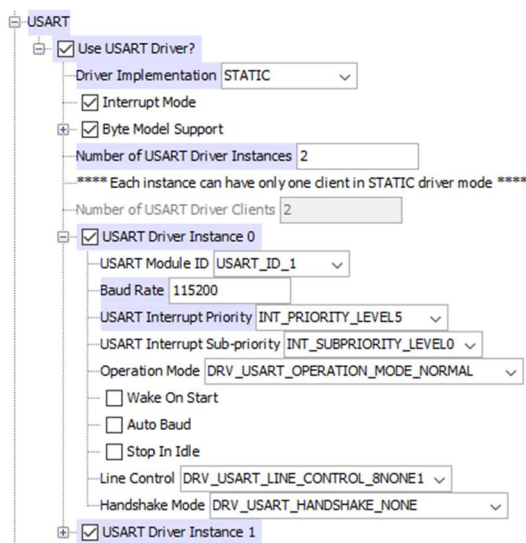 USART
Use USART Driver?
Driver Implementation STATIC
Interrupt Mode
Byte Model Support
Number of USART Driver Instances 2
**** Each instance can have only one client in STATIC driver mode ****
Number of USART Driver Clients 2
USART Driver Instance 0
USART Module ID USART_ID_1
Baud Rate 115200
USART Interrupt Priority INT_PRIORITY_LEVEL5
USART Interrupt Sub-priority INT_SUBPRIORITY_LEVEL0
Operation Mode DRV_USART_OPERATION_MODE_NORMAL
Wake On Start
Auto Baud
Stop In Idle
Line Control DRV_USART_LINE_CONTROL_8NONE1
Handshake Mode DRV_USART_HANDSHAKE_NONE
USART Driver Instance 1